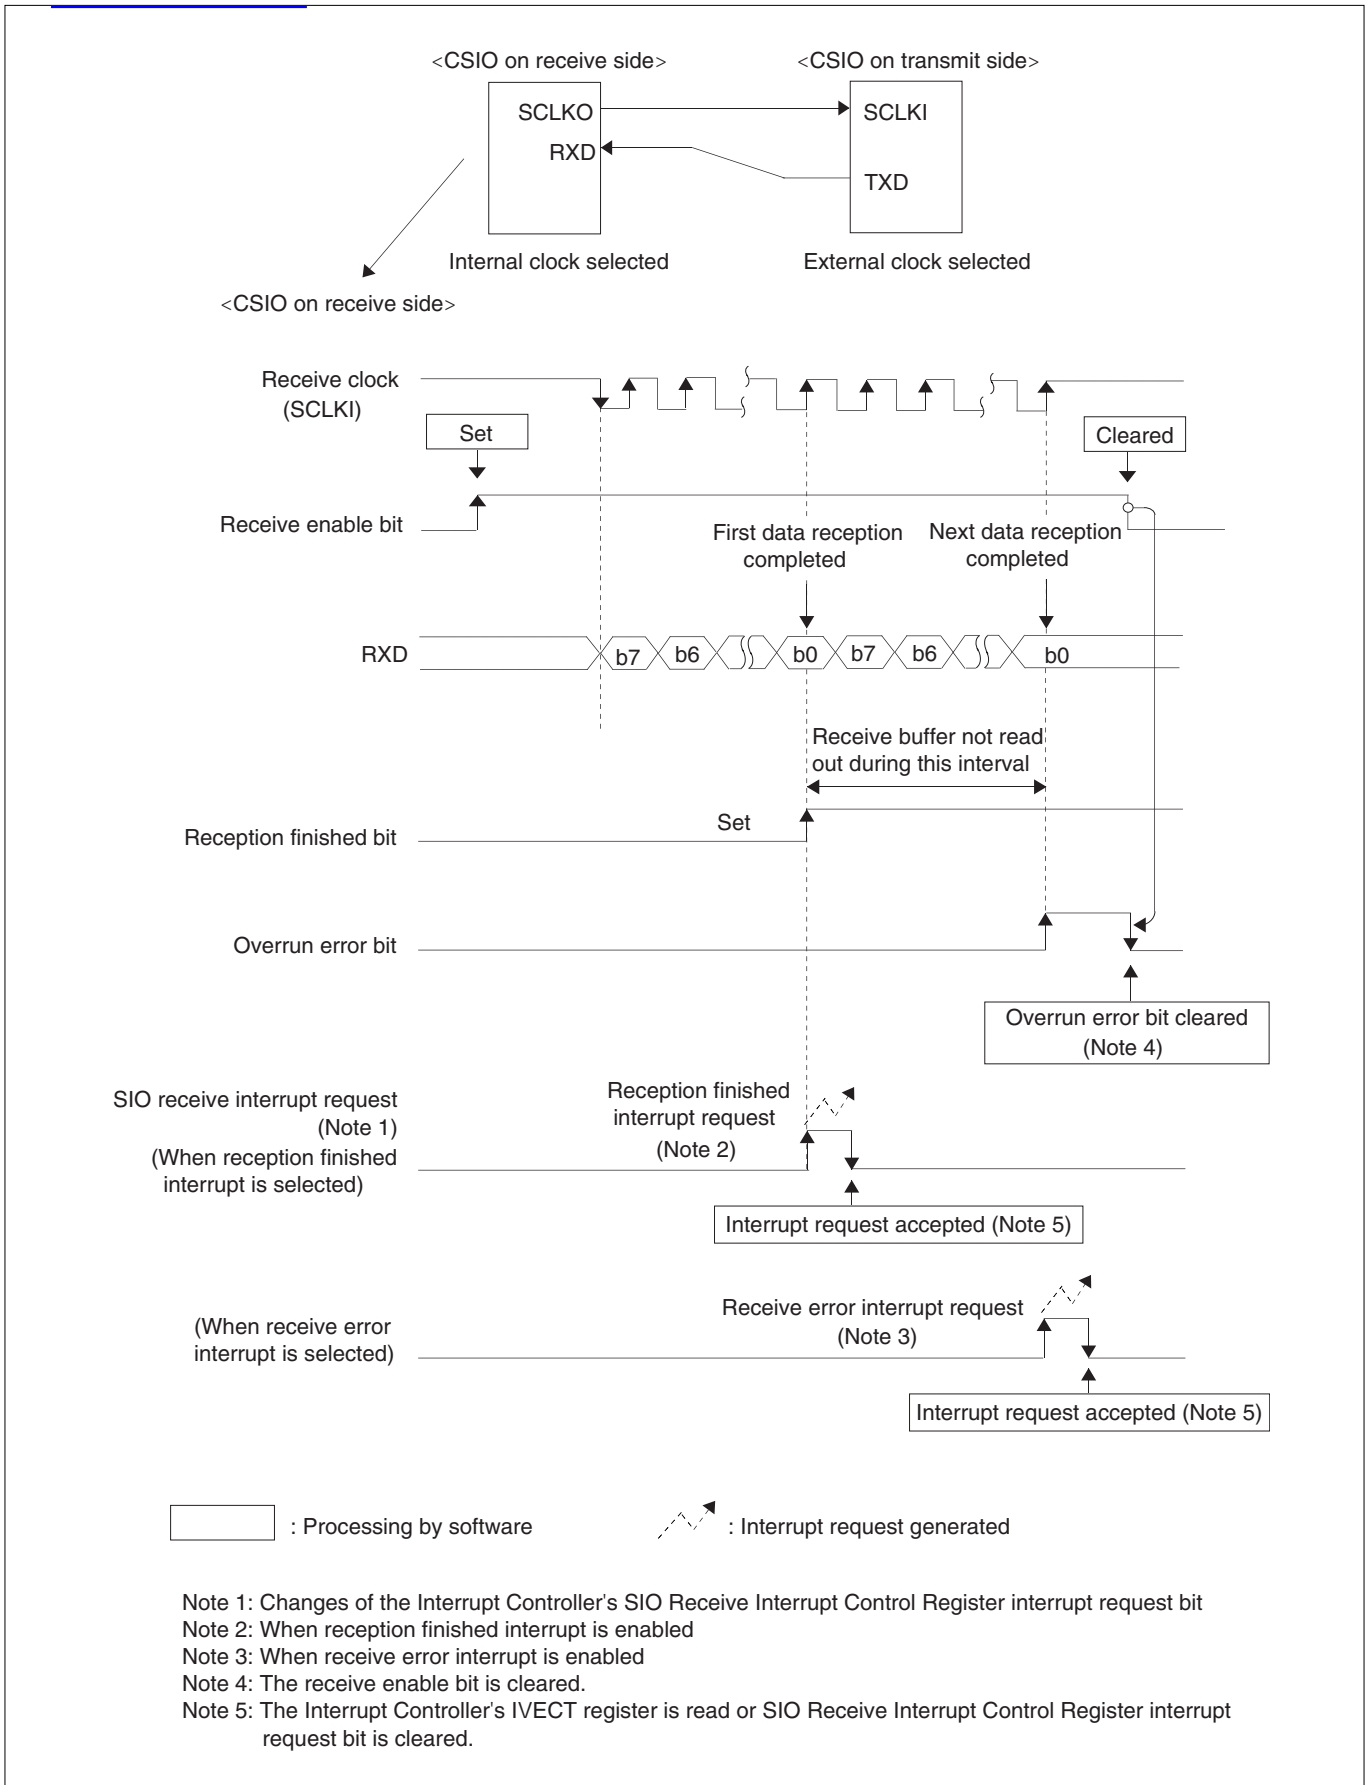 <CSIO on receive side>
<CSIO on transmit side>
SCLKO
SCLKI
RXD
TXD
Internal clock selected
External clock selected
<CSIO on receive side>
Receive clock
(SCLKI)
Set
Cleared
Receive enable bit
First data reception
completed
Next data reception
completed
RXD
b7
b6
b0
b7
b6
b0
Receive buffer not read
out during this interval
Set
Reception finished bit
Overrun error bit
Overrun error bit cleared
(Note 4)
SIO receive interrupt request
(Note 1)
(When reception finished
interrupt is selected)
Reception finished
interrupt request
(Note 2)
Interrupt request accepted (Note 5)
(When receive error
interrupt is selected)
Receive error interrupt request
(Note 3)
Interrupt request accepted (Note 5)
: Processing by software
: Interrupt request generated
Note 1: Changes of the Interrupt Controller's SIO Receive Interrupt Control Register interrupt request bit
Note 2: When reception finished interrupt is enabled
Note 3: When receive error interrupt is enabled
Note 4: The receive enable bit is cleared.
Note 5: The Interrupt Controller's IVECT register is read or SIO Receive Interrupt Control Register interrupt
request bit is cleared.